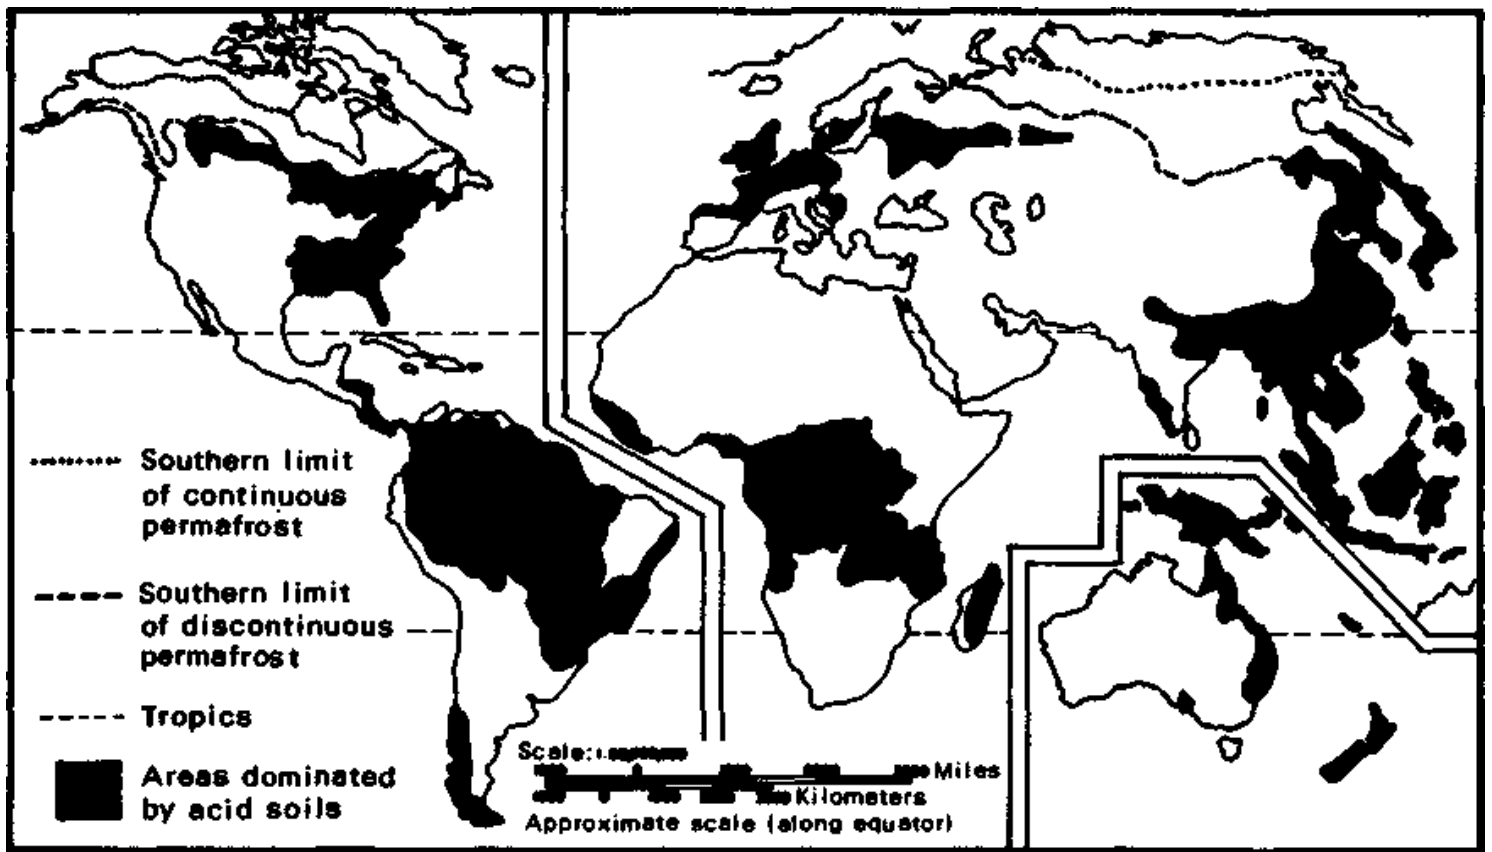 Southern limit
of continuous
permafrost
Southern limit
of discontinuous
permafrost
Tropics
Areas dominated
by acid soils
Scale:
Miles
Kilometers
Approximate scale (along equator)